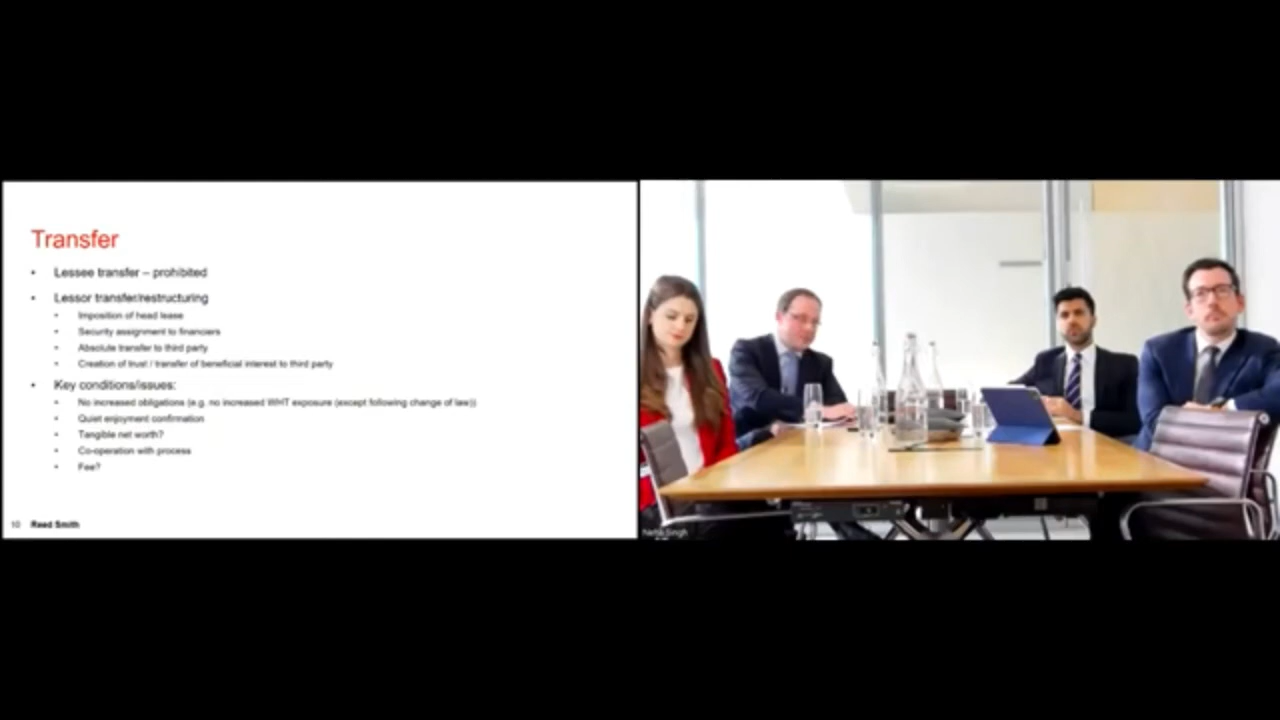 Transfer
• Lessee transfer – prohibited
• Lessor transfer/restructuring
• Imposition of head lease
• Security assignment to financiers
• Absolute transfer to third party
• Creation of trust / transfer of beneficial interest to third party
• Key conditions/issues:
• No increased obligations (e.g. no increased WHT exposure (except following change of law))
• Quiet enjoyment confirmation
• Tangible net worth?
• Co-operation with process
• Fee?
10 Reed Smith
Singh